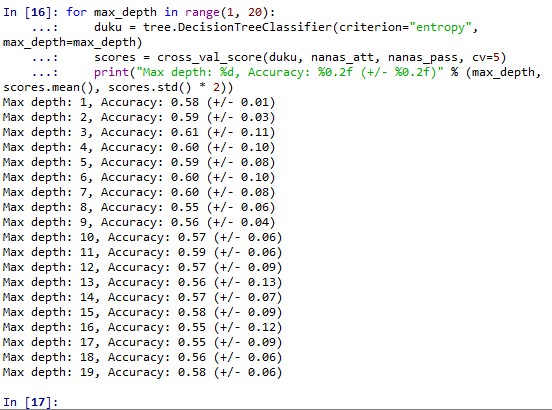 In [16]: for max_depth in range(1, 20):
    ...:     duku = tree.DecisionTreeClassifier(criterion="entropy",
max_depth=max_depth)
    ...:     scores = cross_val_score(duku, nanas_att, nanas_pass, cv=5)
    ...:     print("Max depth: %d, Accuracy: %0.2f (+/- %0.2f)" % (max_depth,
scores.mean(), scores.std() * 2))
Max depth: 1, Accuracy: 0.58 (+/- 0.01)
Max depth: 2, Accuracy: 0.59 (+/- 0.03)
Max depth: 3, Accuracy: 0.61 (+/- 0.11)
Max depth: 4, Accuracy: 0.60 (+/- 0.10)
Max depth: 5, Accuracy: 0.59 (+/- 0.08)
Max depth: 6, Accuracy: 0.60 (+/- 0.10)
Max depth: 7, Accuracy: 0.60 (+/- 0.08)
Max depth: 8, Accuracy: 0.55 (+/- 0.06)
Max depth: 9, Accuracy: 0.56 (+/- 0.04)
Max depth: 10, Accuracy: 0.57 (+/- 0.06)
Max depth: 11, Accuracy: 0.59 (+/- 0.06)
Max depth: 12, Accuracy: 0.57 (+/- 0.09)
Max depth: 13, Accuracy: 0.56 (+/- 0.13)
Max depth: 14, Accuracy: 0.57 (+/- 0.07)
Max depth: 15, Accuracy: 0.58 (+/- 0.09)
Max depth: 16, Accuracy: 0.55 (+/- 0.12)
Max depth: 17, Accuracy: 0.55 (+/- 0.09)
Max depth: 18, Accuracy: 0.56 (+/- 0.06)
Max depth: 19, Accuracy: 0.58 (+/- 0.06)
In [17]: